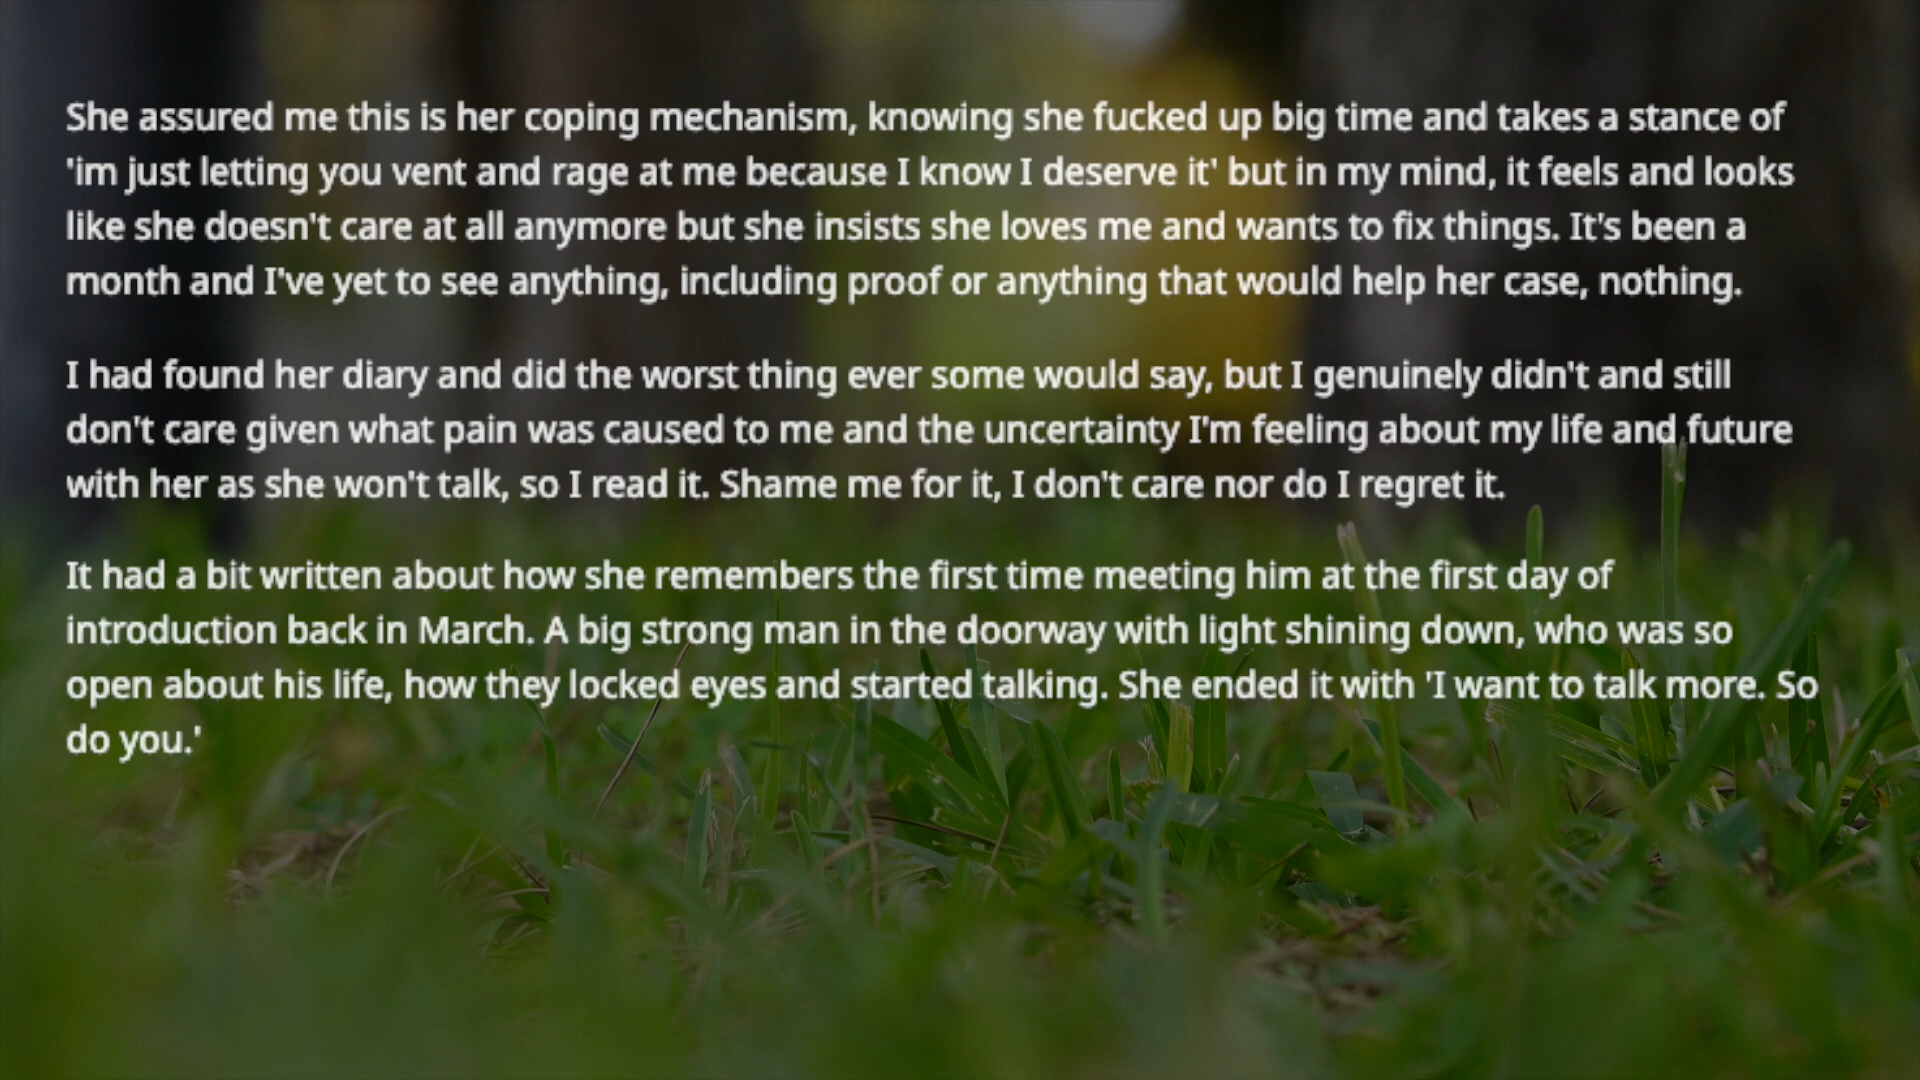 She assured me this is her coping mechanism, knowing she fucked up big time and takes a stance of
'im just letting you vent and rage at me because I know I deserve it' but in my mind, it feels and looks
like she doesn't care at all anymore but she insists she loves me and wants to fix things. It's been a
month and I've yet to see anything, including proof or anything that would help her case, nothing.
I had found her diary and did the worst thing ever some would say, but I genuinely didn't and still
don't care given what pain was caused to me and the uncertainty I'm feeling about my life and future
with her as she won't talk, so I read it. Shame me for it, I don't care nor do I regret it.
It had a bit written about how she remembers the first time meeting him at the first day of
introduction back in March. A big strong man in the doorway with light shining down, who was so
open about his life, how they locked eyes and started talking. She ended it with 'I want to talk more. So
do you.'